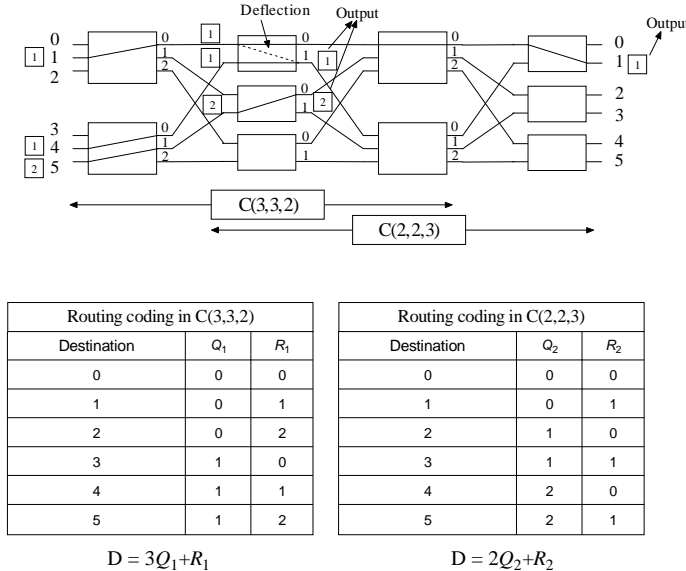 Deflection
Output
Output
0
1
2
3
4
5
1
1
2
0
1
2
0
1
2
1
1
2
0
1
0
1
0
1
1
2
0
1
2
0
1
2
0
1
2
3
4
5
1
C(3,3,2)
C(2,2,3)
Routing coding in C(3,3,2)
Destination Q1 R1
0 0 0
1 0 1
2 0 2
3 1 0
4 1 1
5 1 2
D = 3Q1+R1
Routing coding in C(2,2,3)
Destination Q2 R2
0 0 0
1 0 1
2 1 0
3 1 1
4 2 0
5 2 1
D = 2Q2+R2